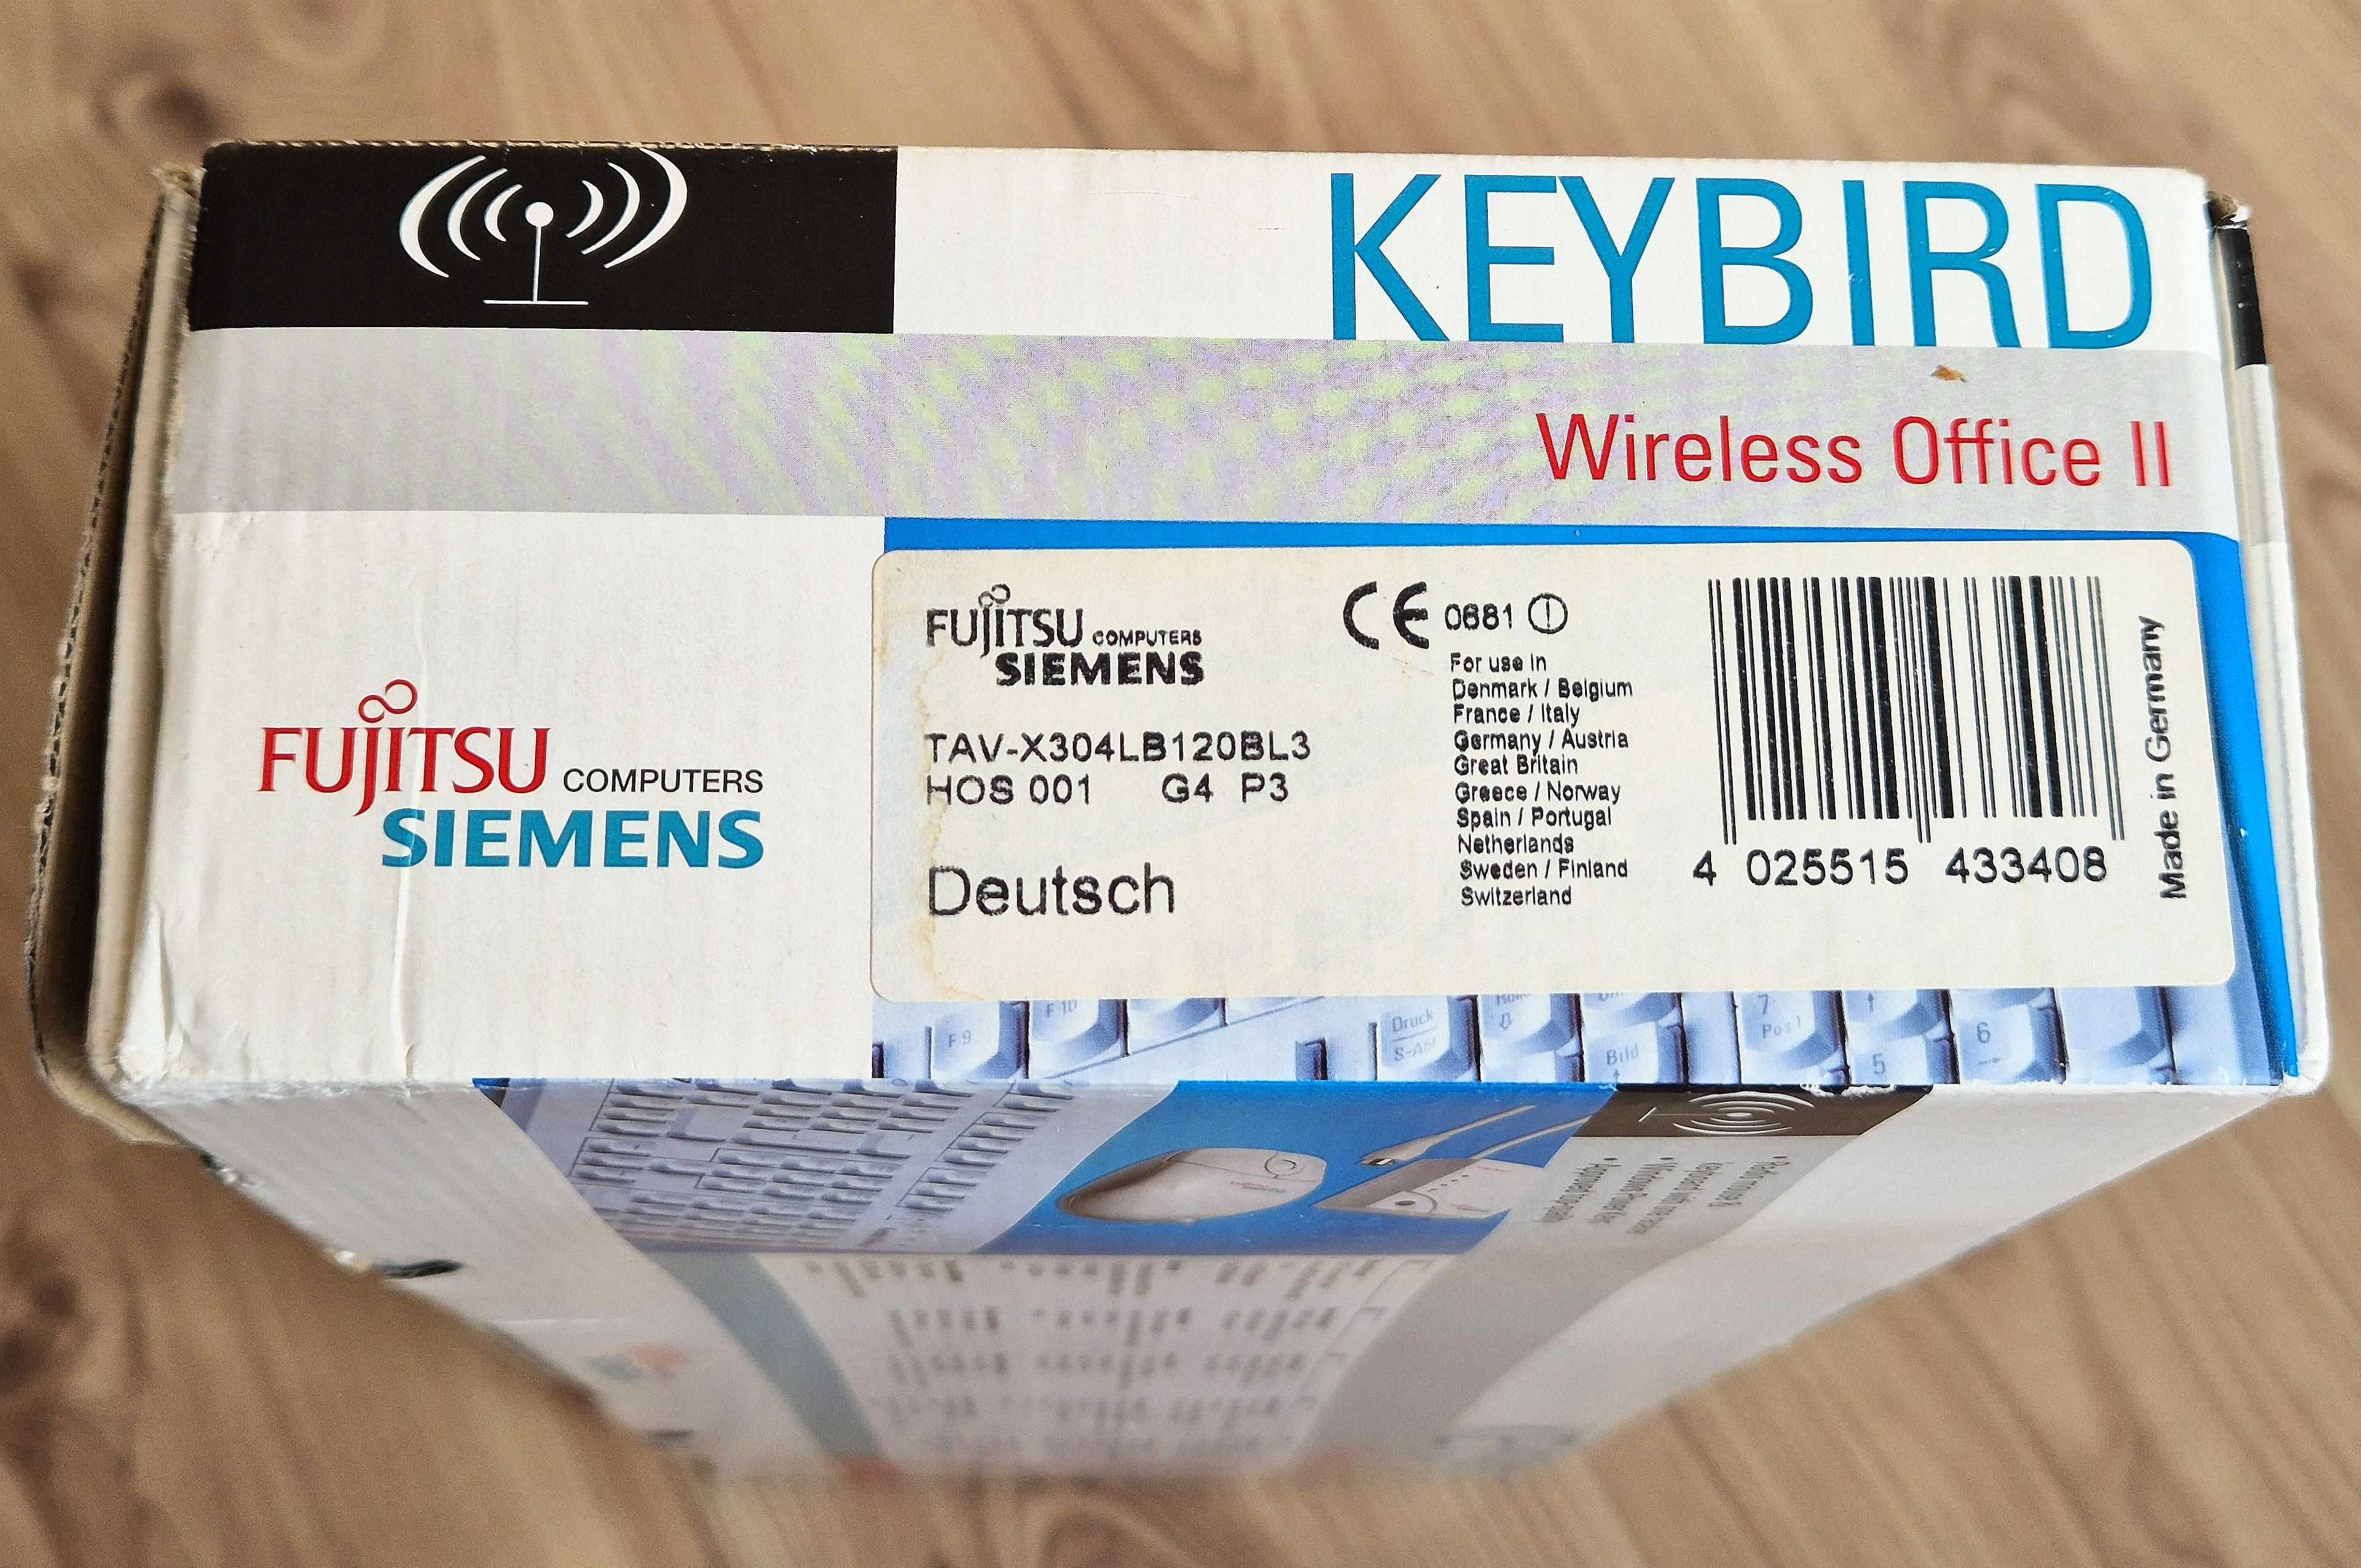 KEYBIRD
Wireless Office II
FUJITSU COMPUTERS
SIEMENS
FUJITSU COMPUTERS
SIEMENS
TAV-X304LB120BL3
HOS 001 G4 P3
Deutsch
CE 0681
For use in
Denmark / Belgium
France / Italy
Germany / Austria
Great Britain
Greece / Norway
Spain / Portugal
Netherlands
Sweden / Finland
Switzerland
4 025515 433408
Made in Germany
F9
F10
Druck
S-Abf
Bild
7
Pos1
5
6